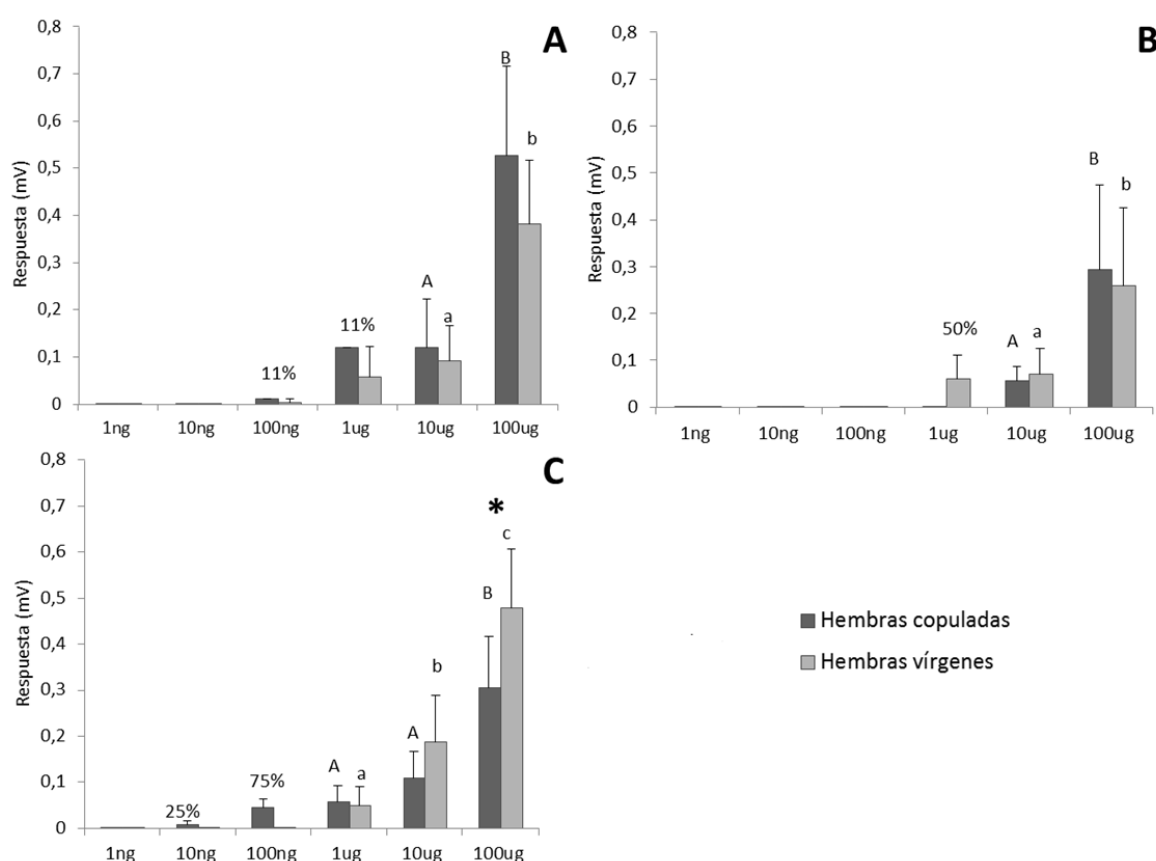 A
0,8
0,7
0,6
0,5
0,4
0,3
0,2
0,1
0
Respuesta (mV)
11%
11%
A
a
B
b
1ng 10ng 100ng 1ug 10ug 100ug
B
0,8
0,7
0,6
0,5
0,4
0,3
0,2
0,1
0
Respuesta (mV)
50%
A
a
B
b
1ng 10ng 100ng 1ug 10ug 100ug
C
0,8
0,7
0,6
0,5
0,4
0,3
0,2
0,1
0
Respuesta (mV)
25%
75%
A
a
A
b
*
B
c
1ng 10ng 100ng 1ug 10ug 100ug
Hembras copuladas
Hembras vírgenes